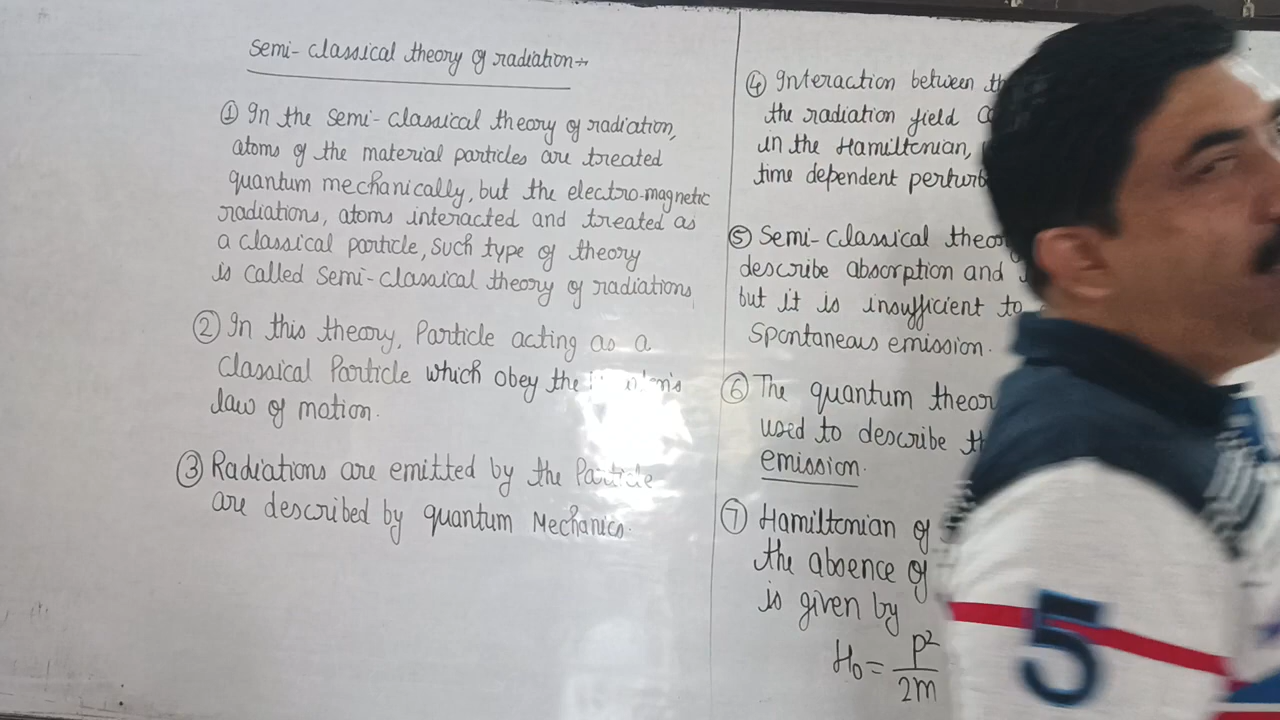 Semi-classical theory of radiation→
① In the semi-classical theory of radiation,
atoms of the material particles are treated
quantum mechanically, but the electro-magnetic
radiations, atoms interacted and treated as
a classical particle, such type of theory
is called semi-classical theory of radiations
② In this theory, Particle acting as a
Classical Particle which obey the
law of motion.
③ Radiations are emitted by the Particle
are described by quantum Mechanics.
④ Interaction between
the radiation field
in the Hamiltonian,
time dependent
⑤ Semi-classical
describe absorption and
but it is insufficient to
Spontaneous emission.
⑥ The quantum
used to describe
emission.
⑦ Hamiltonian of
the absence of
is given by
H₀ = P²/2m
5